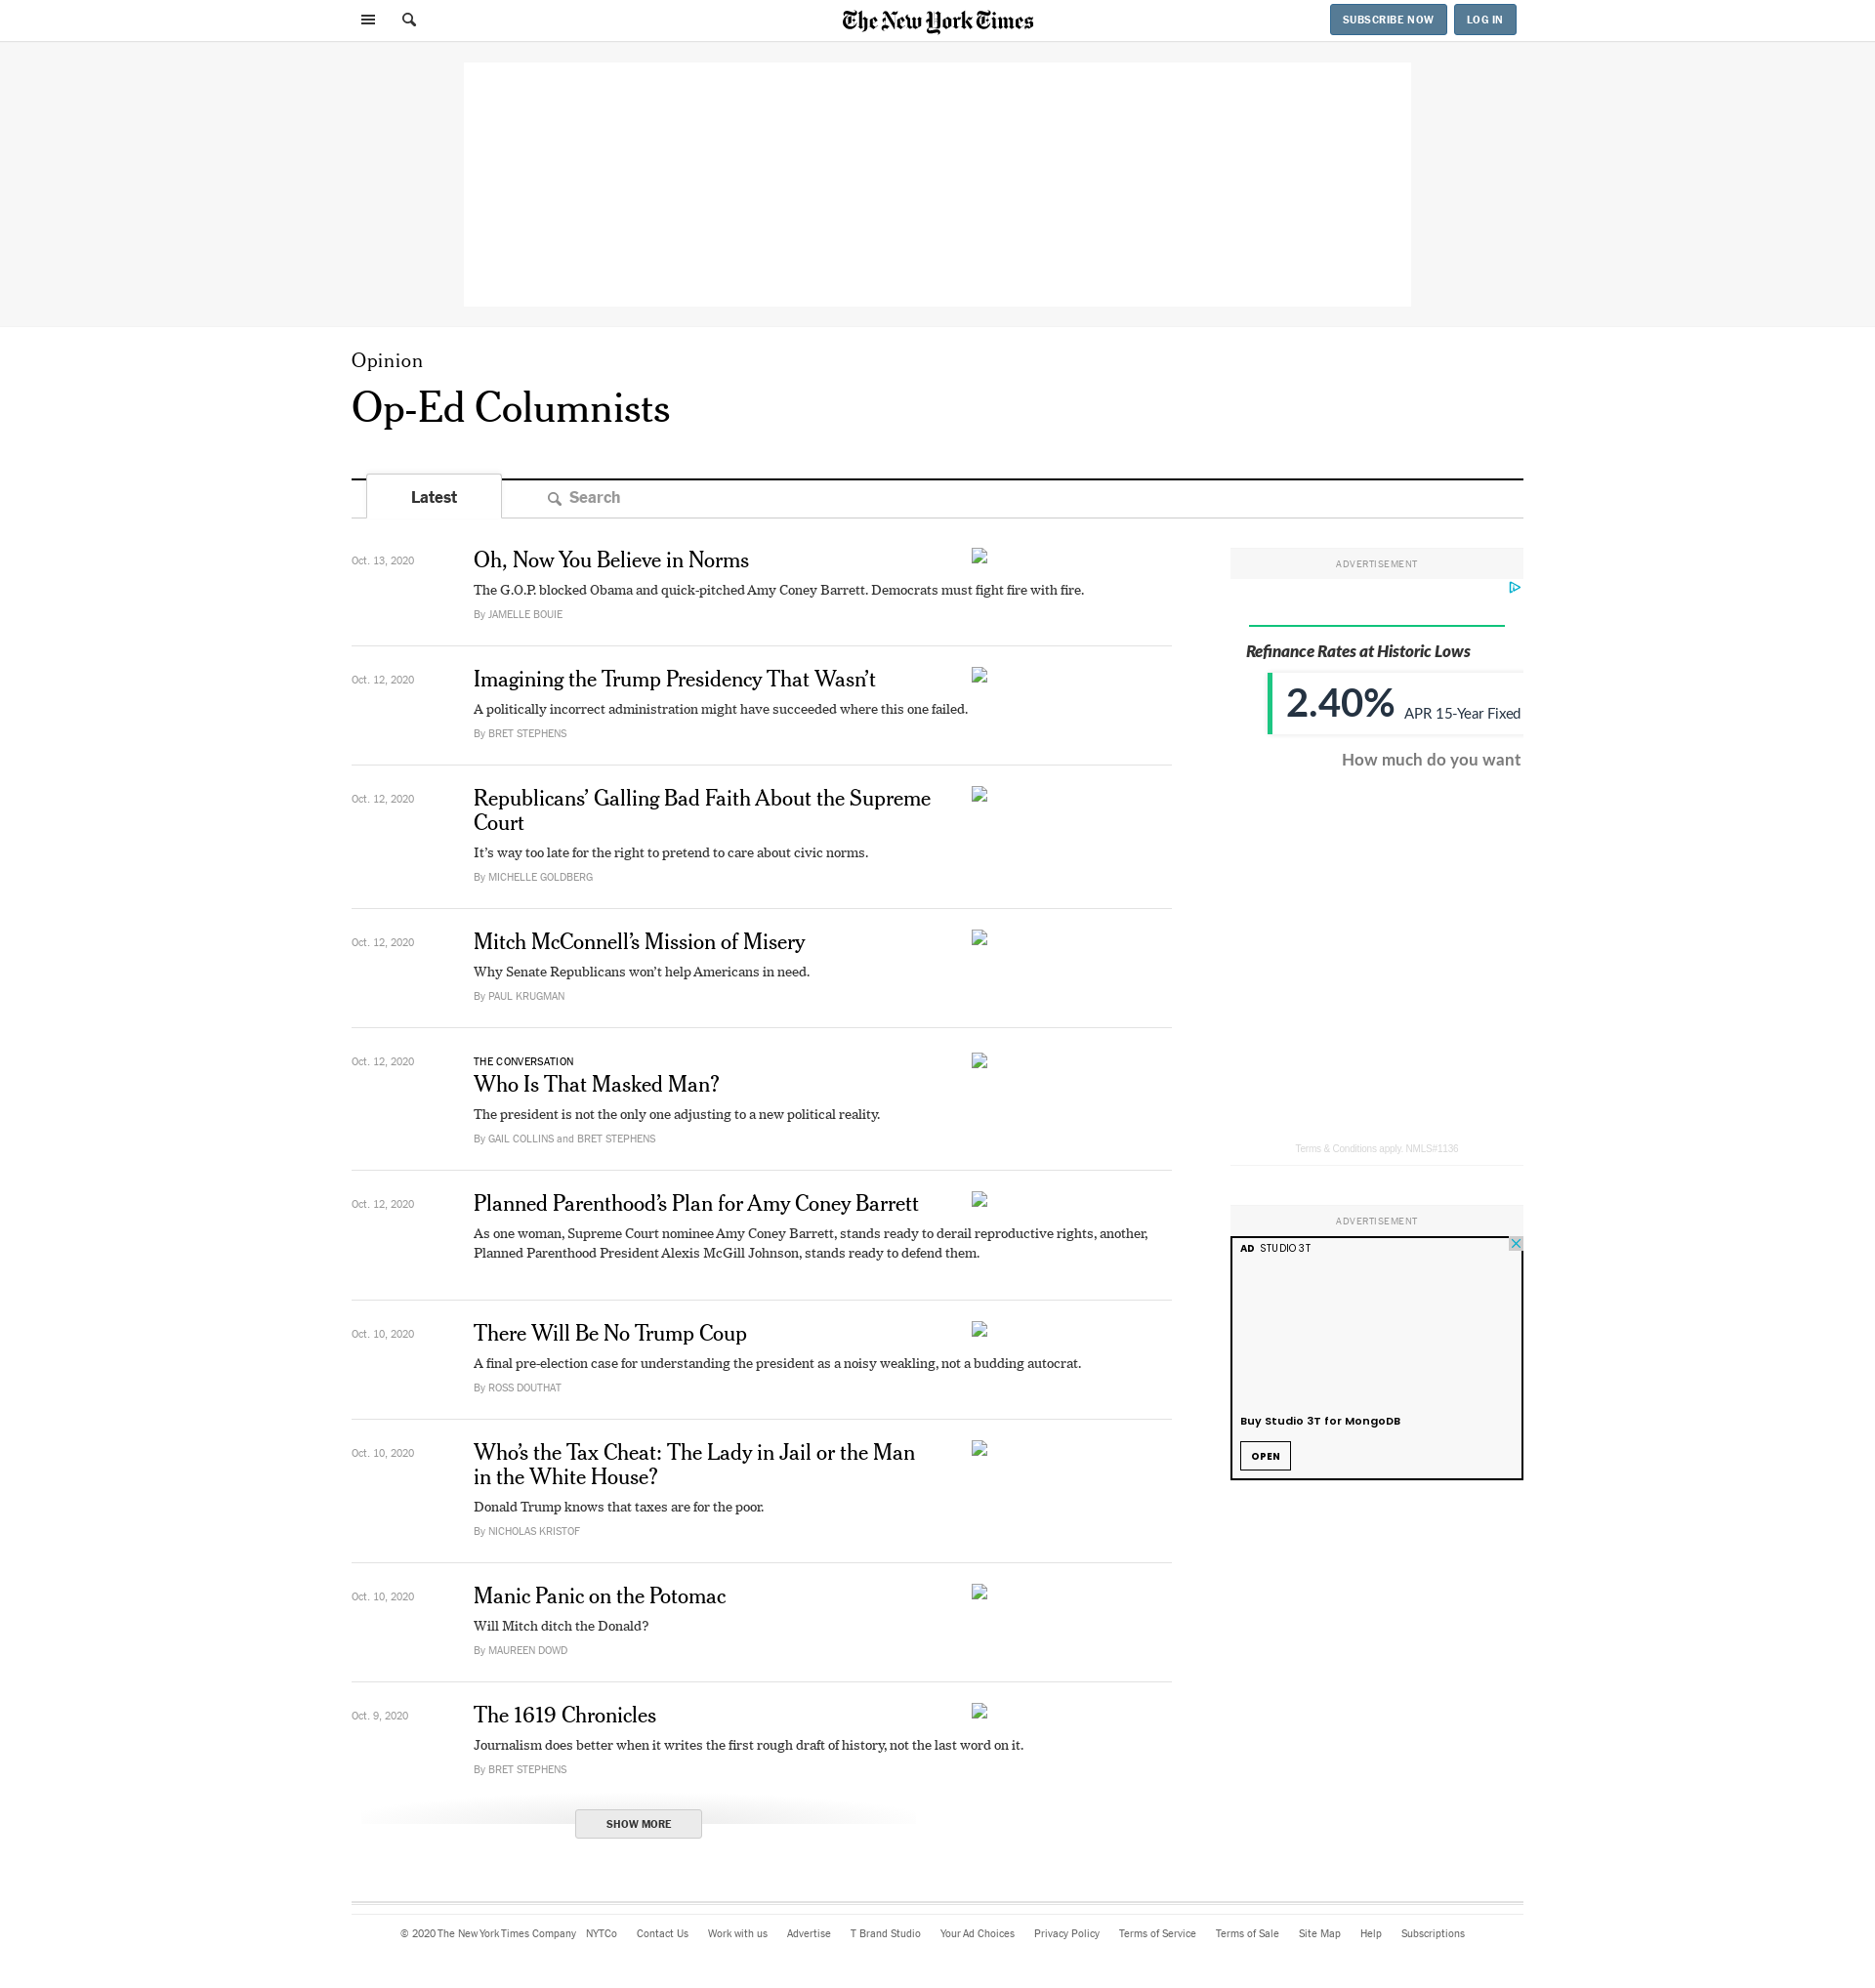 The New York Times
SUBSCRIBE NOW
LOG IN
Opinion
Op-Ed Columnists
Latest
Search
Oct. 13, 2020
Oh, Now You Believe in Norms
The G.O.P. blocked Obama and quick-pitched Amy Coney Barrett. Democrats must fight fire with fire.
By JAMELLE BOUIE
Oct. 12, 2020
Imagining the Trump Presidency That Wasn’t
A politically incorrect administration might have succeeded where this one failed.
By BRET STEPHENS
Oct. 12, 2020
Republicans’ Galling Bad Faith About the Supreme
Court
It’s way too late for the right to pretend to care about civic norms.
By MICHELLE GOLDBERG
Oct. 12, 2020
Mitch McConnell’s Mission of Misery
Why Senate Republicans won’t help Americans in need.
By PAUL KRUGMAN
Oct. 12, 2020
THE CONVERSATION
Who Is That Masked Man?
The president is not the only one adjusting to a new political reality.
By GAIL COLLINS and BRET STEPHENS
Oct. 12, 2020
Planned Parenthood’s Plan for Amy Coney Barrett
As one woman, Supreme Court nominee Amy Coney Barrett, stands ready to derail reproductive rights, another,
Planned Parenthood President Alexis McGill Johnson, stands ready to defend them.
Oct. 10, 2020
There Will Be No Trump Coup
A final pre-election case for understanding the president as a noisy weakling, not a budding autocrat.
By ROSS DOUTHAT
Oct. 10, 2020
Who’s the Tax Cheat: The Lady in Jail or the Man
in the White House?
Donald Trump knows that taxes are for the poor.
By NICHOLAS KRISTOF
Oct. 10, 2020
Manic Panic on the Potomac
Will Mitch ditch the Donald?
By MAUREEN DOWD
Oct. 9, 2020
The 1619 Chronicles
Journalism does better when it writes the first rough draft of history, not the last word on it.
By BRET STEPHENS
SHOW MORE
ADVERTISEMENT
Refinance Rates at Historic Lows
2.40% APR 15-Year Fixed
How much do you want
Terms & Conditions apply. NMLS#1136
ADVERTISEMENT
AD STUDIO 3T
Buy Studio 3T for MongoDB
OPEN
© 2020 The New York Times Company NYTCo Contact Us Work with us Advertise T Brand Studio Your Ad Choices Privacy Policy Terms of Service Terms of Sale Site Map Help Subscriptions